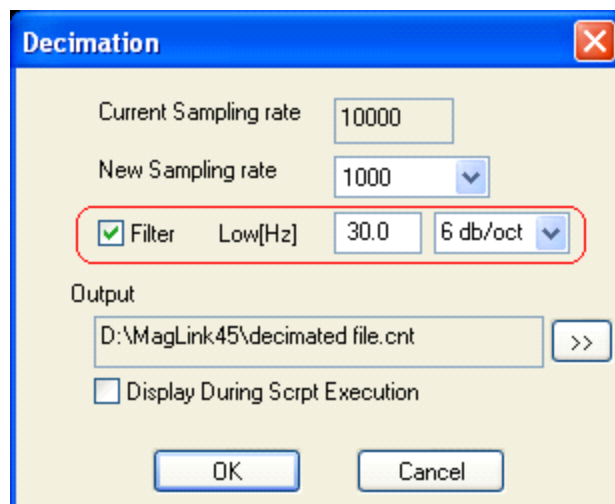 Decimation
Current Sampling rate 10000
New Sampling rate 1000
Filter Low[Hz] 30.0 6 db/oct
Output
D:\MagLink45\decimated file.cnt >>
Display During Scrpt Execution
OK Cancel